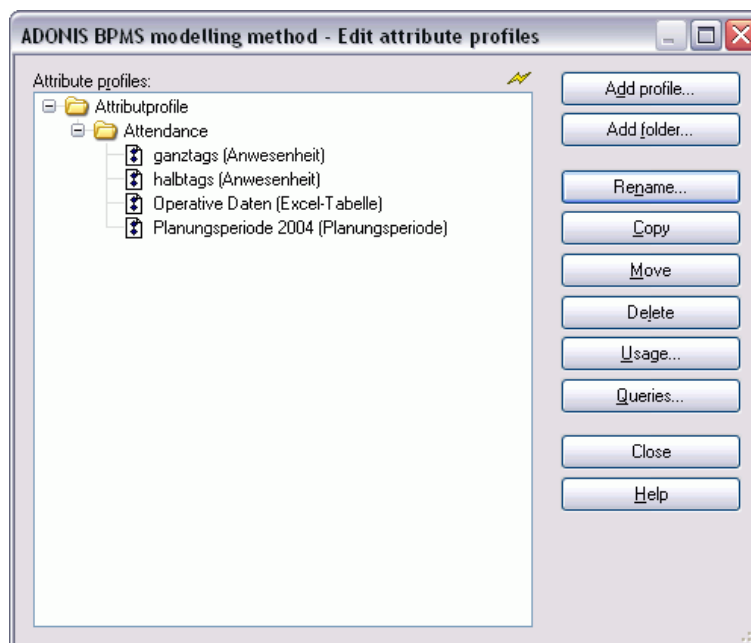 ADONIS BPMS modelling method - Edit attribute profiles
Attribute profiles:
Attributprofile
Attendance
ganztags (Anwesenheit)
halbtags (Anwesenheit)
Operative Daten (Excel-Tabelle)
Planungsperiode 2004 (Planungsperiode)
Add profile...
Add folder...
Rename...
Copy
Move
Delete
Usage...
Queries...
Close
Help